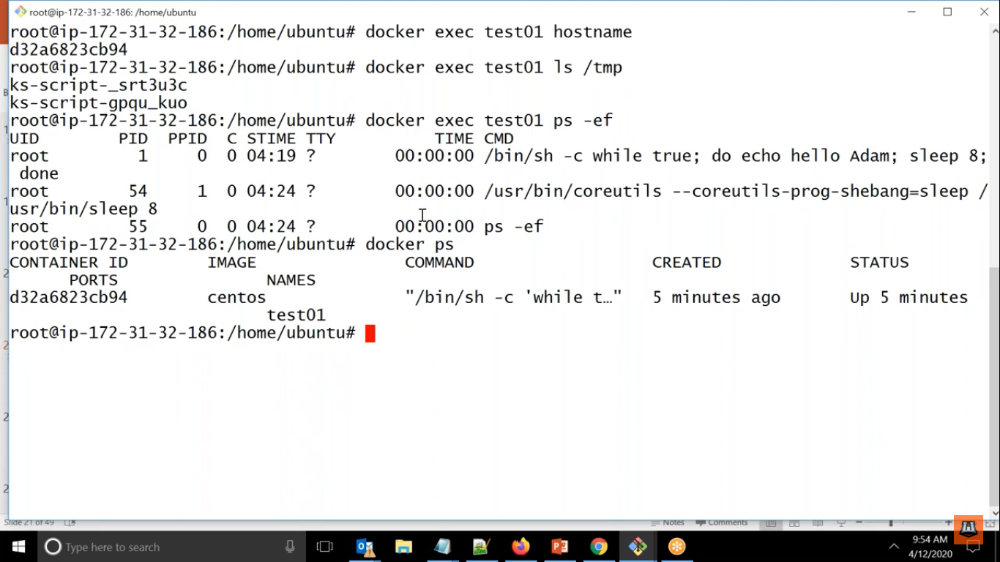 root@ip-172-31-32-186: /home/ubuntu
root@ip-172-31-32-186:/home/ubuntu# docker exec test01 hostname
d32a6823cb94
root@ip-172-31-32-186:/home/ubuntu# docker exec test01 ls /tmp
ks-script-_srt3u3c
ks-script-gpqu_kuo
root@ip-172-31-32-186:/home/ubuntu# docker exec test01 ps -ef
UID        PID  PPID  C STIME TTY          TIME CMD
root         1     0  0 04:19 ?        00:00:00 /bin/sh -c while true; do echo hello Adam; sleep 8;
 done
root        54     1  0 04:24 ?        00:00:00 /usr/bin/coreutils --coreutils-prog-shebang=sleep /
usr/bin/sleep 8
root        55     0  0 04:24 ?        00:00:00 ps -ef
root@ip-172-31-32-186:/home/ubuntu# docker ps
CONTAINER ID        IMAGE               COMMAND                  CREATED             STATUS
      PORTS               NAMES
d32a6823cb94        centos              "/bin/sh -c 'while t…"   5 minutes ago       Up 5 minutes
                          test01
root@ip-172-31-32-186:/home/ubuntu#
Slide 21 of 49
Notes
Comments
Type here to search
9:54 AM
4/12/2020